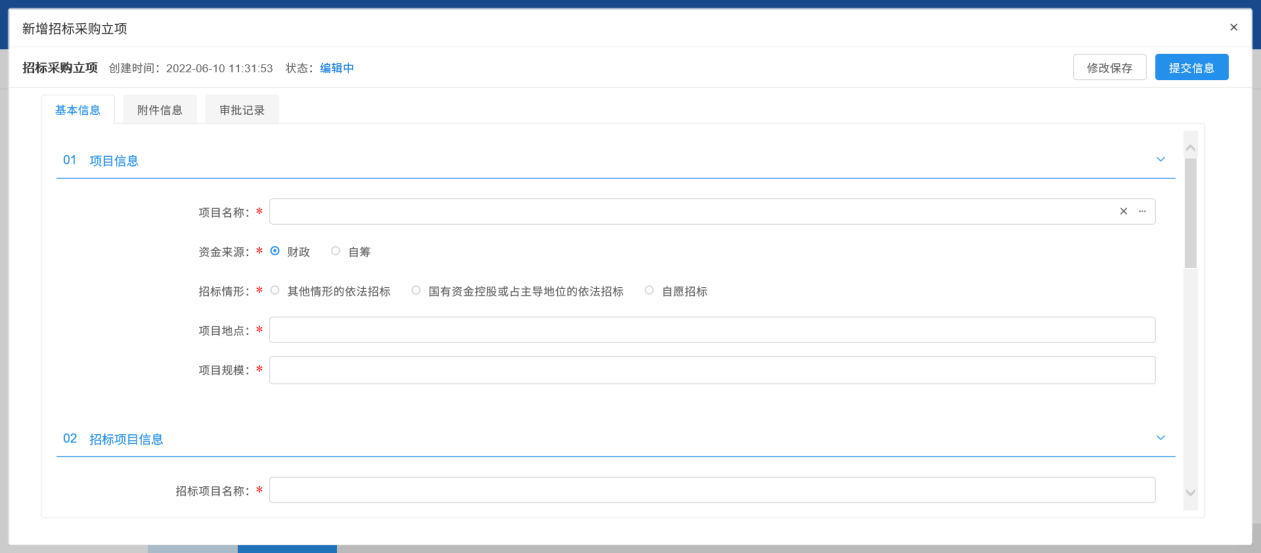 新增招标采购立项 ×
招标采购立项 创建时间：2022-06-10 11:31:53 状态：编辑中 修改保存 提交信息
基本信息 附件信息 审批记录
01 项目信息
项目名称：* × ···
资金来源：* 财政 自筹
招标情形：* 其他情形的依法招标 国有资金控股或占主导地位的依法招标 自愿招标
项目地点：*
项目规模：*
02 招标项目信息
招标项目名称：*